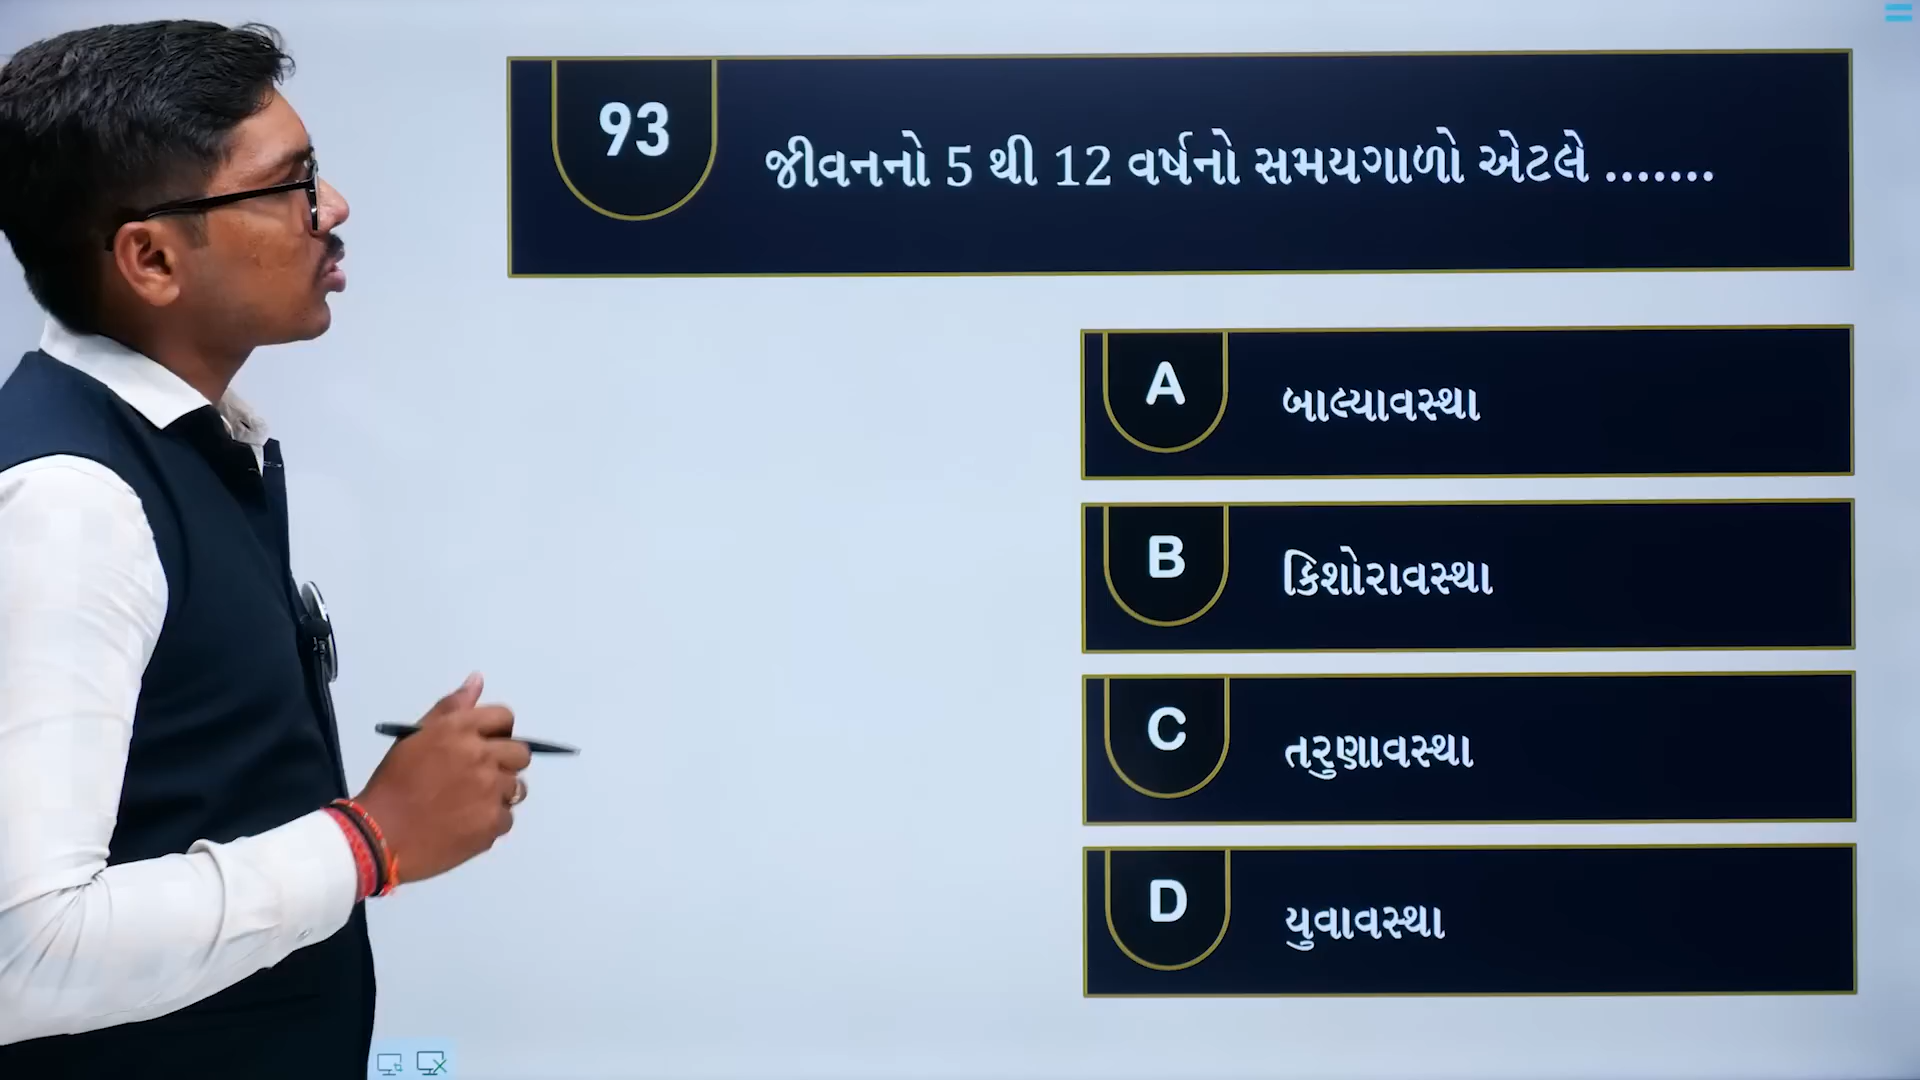 93
જીવનનો 5 થી 12 વર્ષનો સમયગાળો એટલે .......
A
બાલ્યાવસ્થા
B
કિશોરાવસ્થા
C
તરુણાવસ્થા
D
યુવાવસ્થા